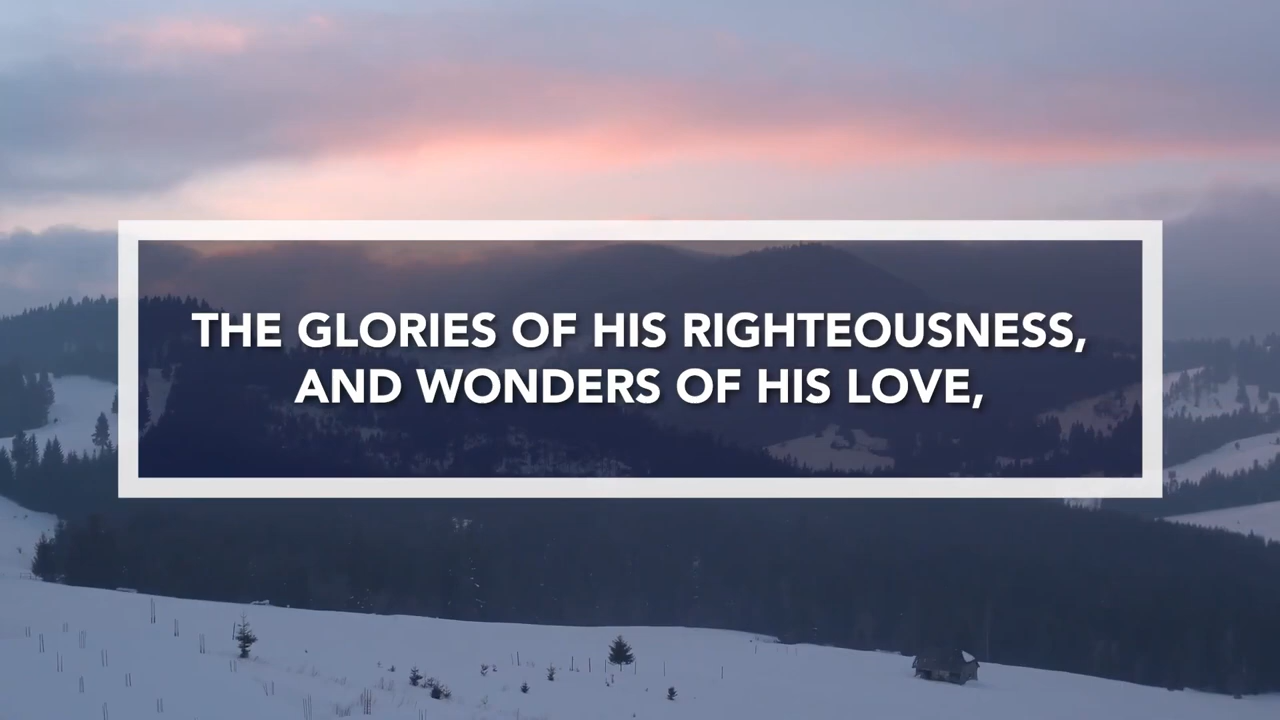 THE GLORIES OF HIS RIGHTEOUSNESS,
AND WONDERS OF HIS LOVE,